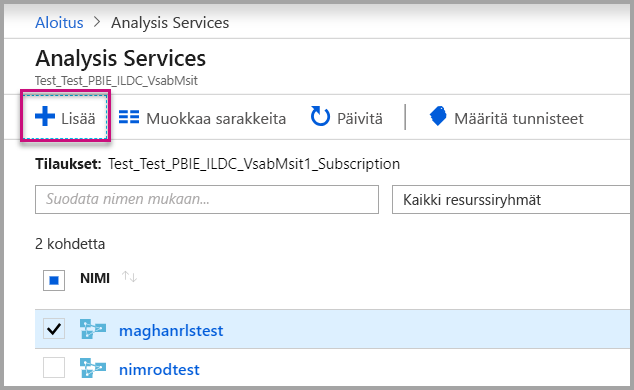 Aloitus > Analysis Services
Analysis Services
Test_Test_PBIE_ILDC_VsabMsit
Lisää Muokkaa sarakkeita Päivitä Määritä tunnisteet
Tilaukset: Test_Test_PBIE_ILDC_VsabMsit1_Subscription
Suodata nimen mukaan... Kaikki resurssiryhmät
2 kohdetta
NIMI
maghanrlstest
nimrodtest